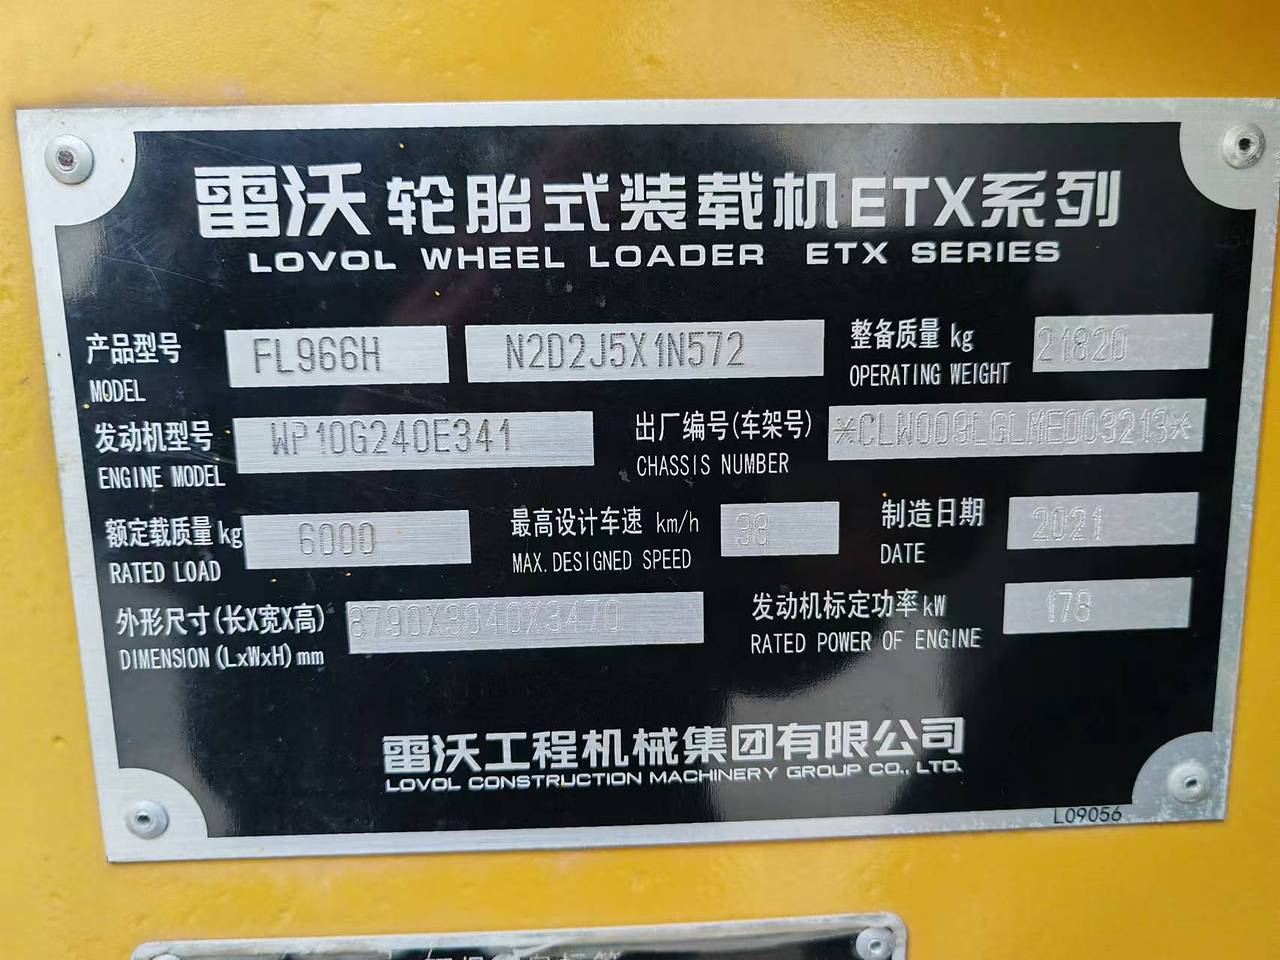 雷沃 轮胎式装载机ETX系列
LOVOL WHEEL LOADER ETX SERIES
产品型号 FL966H N2D2J5X1N572 整备质量 kg 21820
MODEL OPERATING WEIGHT
发动机型号 WP10G240E341 出厂编号(车架号) *CLW009LGLME003213*
ENGINE MODEL CHASSIS NUMBER
额定载质量 kg 6000 最高设计车速 km/h 38 制造日期 2021
RATED LOAD MAX.DESIGNED SPEED DATE
外形尺寸(长X宽X高) 8790X3040X3470 发动机标定功率 kW 178
DIMENSION(LxWxH)mm RATED POWER OF ENGINE
雷沃工程机械集团有限公司
LOVOL CONSTRUCTION MACHINERY GROUP CO., LTD.
L09056